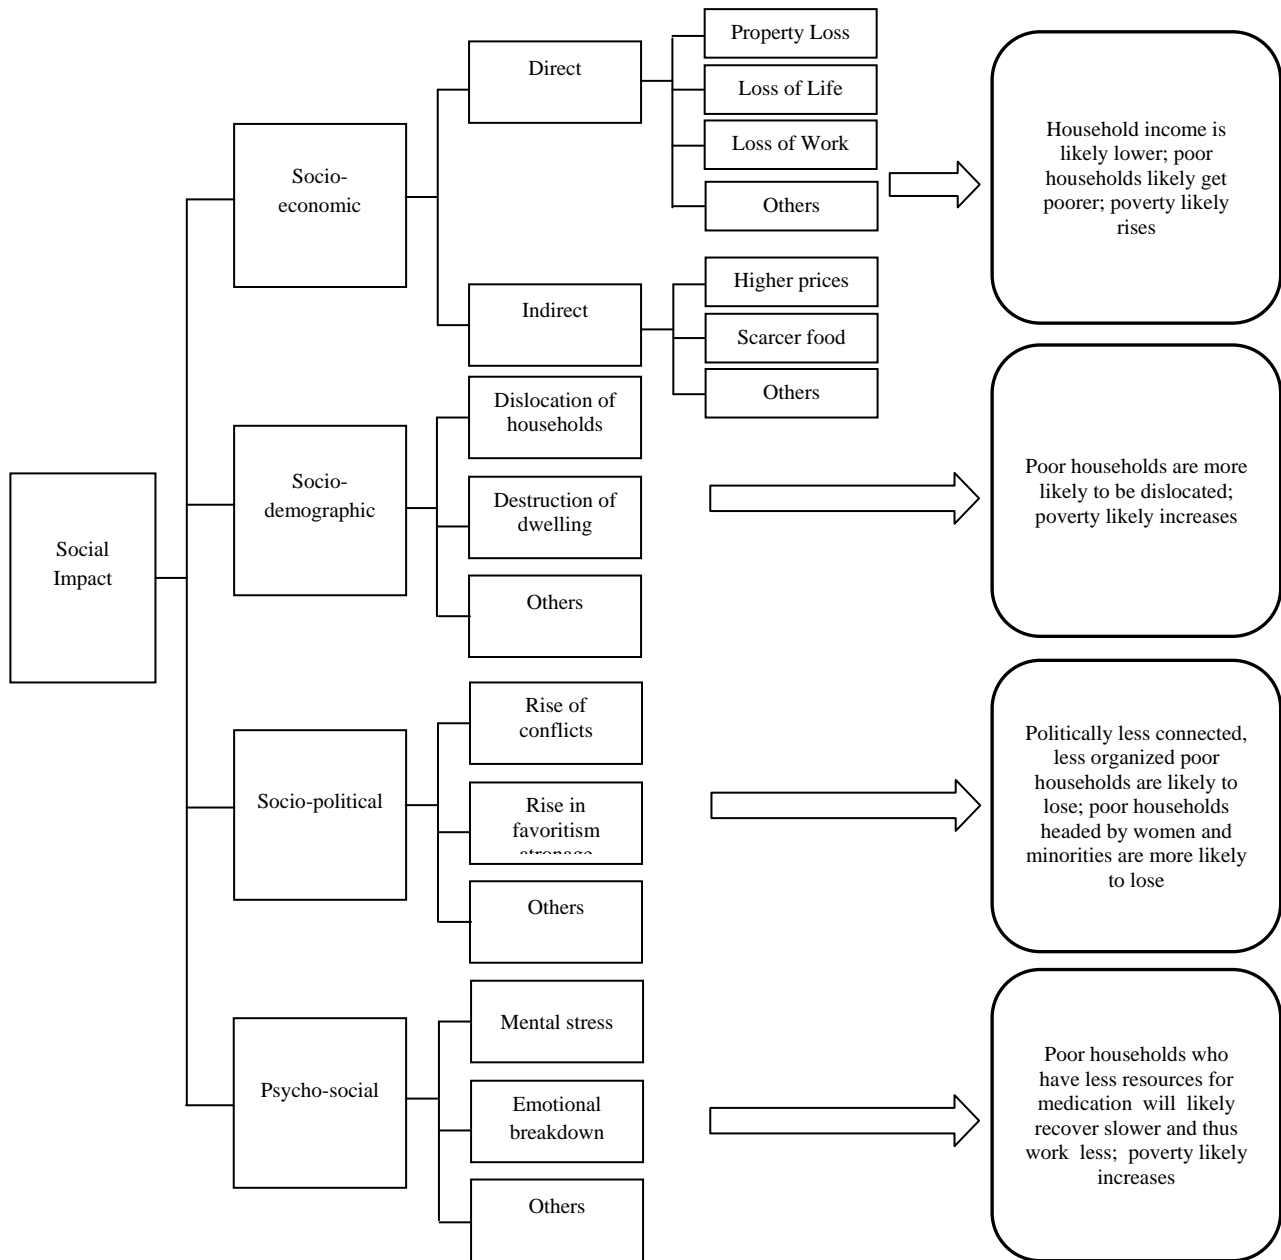 Social
Impact
Socio-
economic
Direct
Property Loss
Loss of Life
Loss of Work
Others
Indirect
Higher prices
Scarcer food
Others
Household income is
likely lower; poor
households likely get
poorer; poverty likely
rises
Socio-
demographic
Dislocation of
households
Destruction of
dwelling
Others
Poor households are more
likely to be dislocated;
poverty likely increases
Socio-political
Rise of
conflicts
Rise in
favoritism
Others
Politically less connected,
less organized poor
households are likely to
lose; poor households
headed by women and
minorities are more likely
to lose
Psycho-social
Mental stress
Emotional
breakdown
Others
Poor households who
have less resources for
medication will likely
recover slower and thus
work less; poverty likely
increases